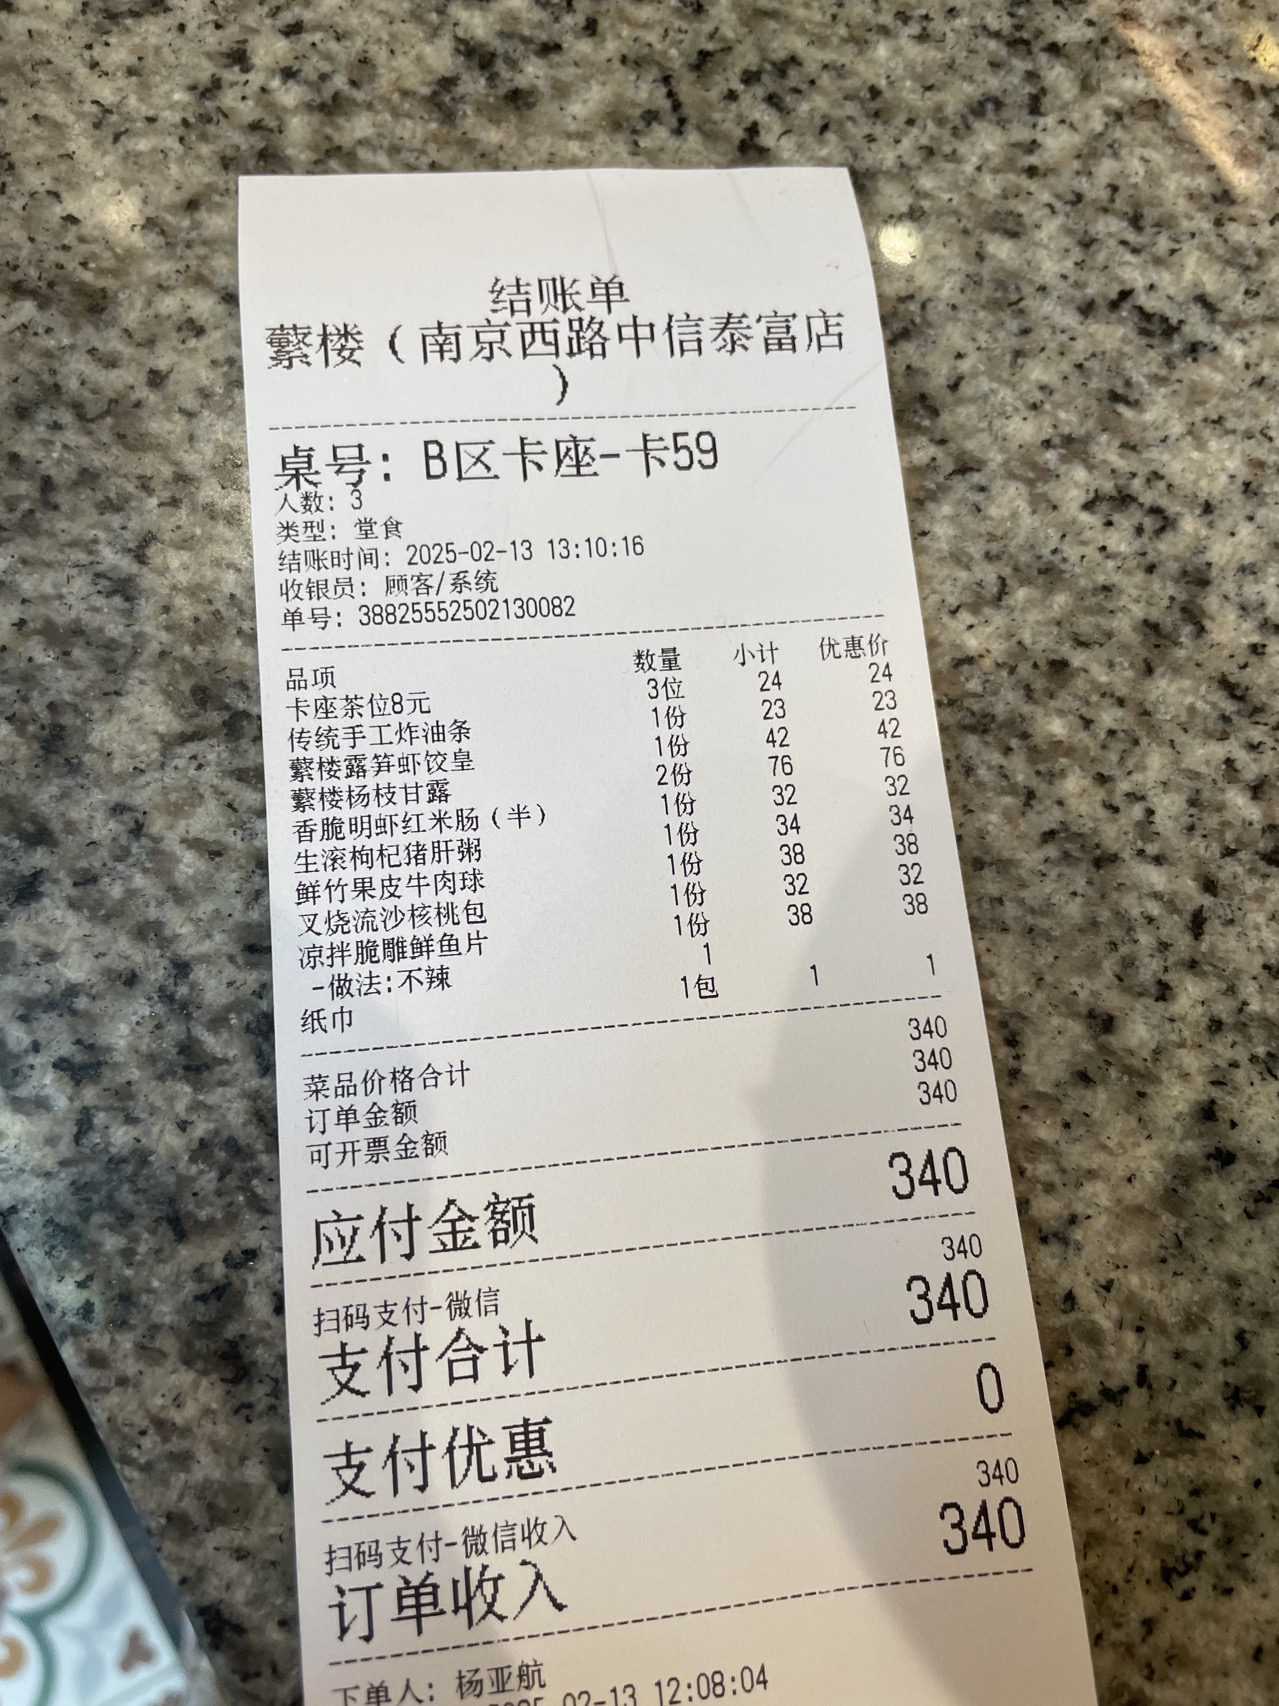 结账单
蘩楼（南京西路中信泰富店
）
桌号: B区卡座-卡59
人数: 3
类型: 堂食
结账时间: 2025-02-13 13:10:16
收银员: 顾客/系统
单号: 38825552502130082
品项 数量 小计 优惠价
卡座茶位8元 3位 24 24
传统手工炸油条 1份 23 23
蘩楼露笋虾饺皇 1份 42 42
蘩楼杨枝甘露 2份 76 76
香脆明虾红米肠（半） 1份 32 32
生滚枸杞猪肝粥 1份 34 34
鲜竹果皮牛肉球 1份 38 38
叉烧流沙核桃包 1份 32 32
凉拌脆雕鲜鱼片 1份 38 38
-做法:不辣 1
纸巾 1包 1 1
菜品价格合计 340
订单金额 340
可开票金额 340
应付金额 340
扫码支付-微信 340
支付合计 340
支付优惠 0
扫码支付-微信收入 340
订单收入 340
下单人: 杨亚航
2025-02-13 12:08:04